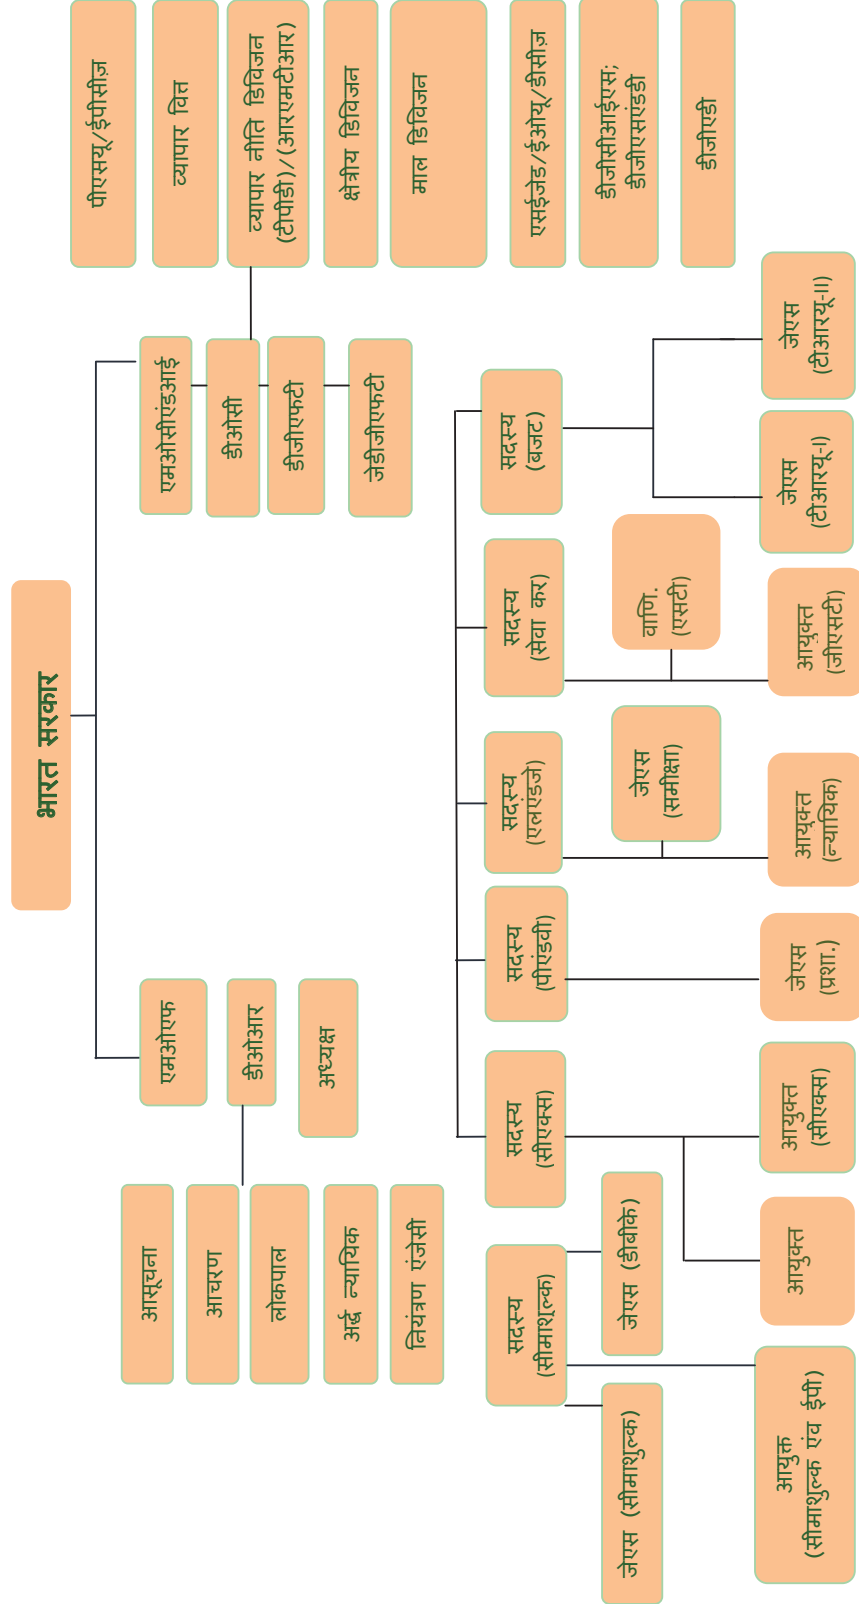 भारत सरकार
एमओएफ
डीओआर
अध्यक्ष
आसूचना
आचरण
लोकपाल
अर्द्ध न्यायिक
नियंत्रण एंजेसी
एमओसीएंडआई
डीओसी
डीजीएफटी
जेडीजीएफटी
पीएसयू/ईपीसीज़
व्यापार वित्त
व्यापार नीति डिविजन
(टीपीडी)/(आरएमटीआर)
क्षेत्रीय डिविजन
माल डिविजन
एसईजेड/ईओयू/डीसीज़
डीजीसीआईएस;
डीजीएसएंडडी
डीजीएडी
सदस्य
(सीमाशुल्क)
सदस्य
(सीएक्स)
सदस्य
(पीएंडवी)
सदस्य
(एलएंडजे)
सदस्य
(सेवा कर)
सदस्य
(बजट)
जेएस (सीमाशुल्क)
जेएस (डीबीके)
जेएस
(समीक्षा)
वाणि.
(एसटी)
आयुक्त
(सीमाशुल्क एंव ईपी)
आयुक्त
आयुक्त
(सीएक्स)
जेएस
(प्रशा.)
आयुक्त
(न्यायिक)
आयुक्त
(जीएसटी)
जेएस
(टीआरयू-I)
जेएस
(टीआरयू-II)